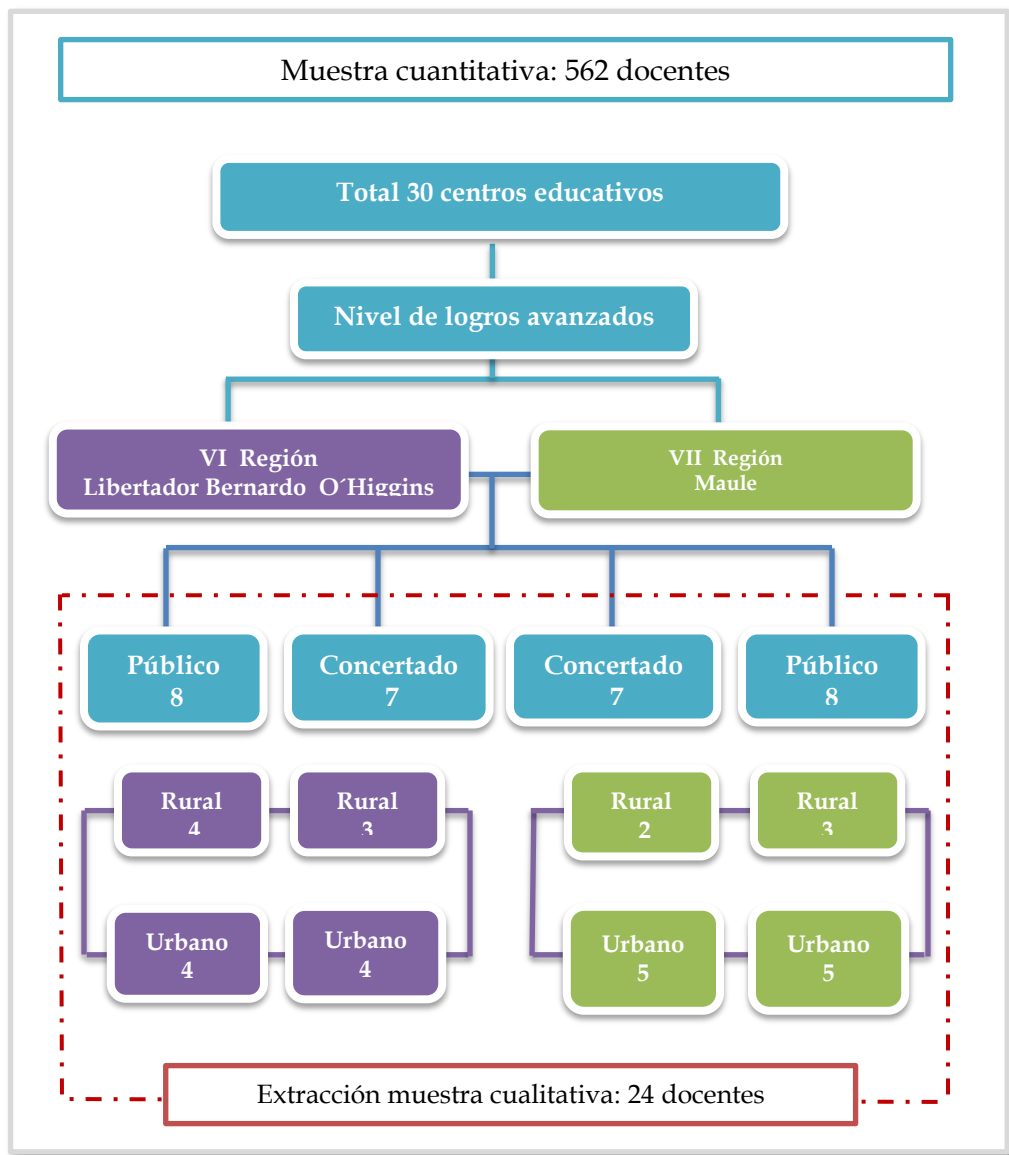 Muestra cuantitativa: 562 docentes
Total 30 centros educativos
Nivel de logros avanzados
VI Región
Libertador Bernardo O´Higgins
VII Región
Maule
Público
8
Concertado
7
Concertado
7
Público
8
Rural
4
Rural
3
Rural
2
Rural
3
Urbano
4
Urbano
4
Urbano
5
Urbano
5
Extracción muestra cualitativa: 24 docentes